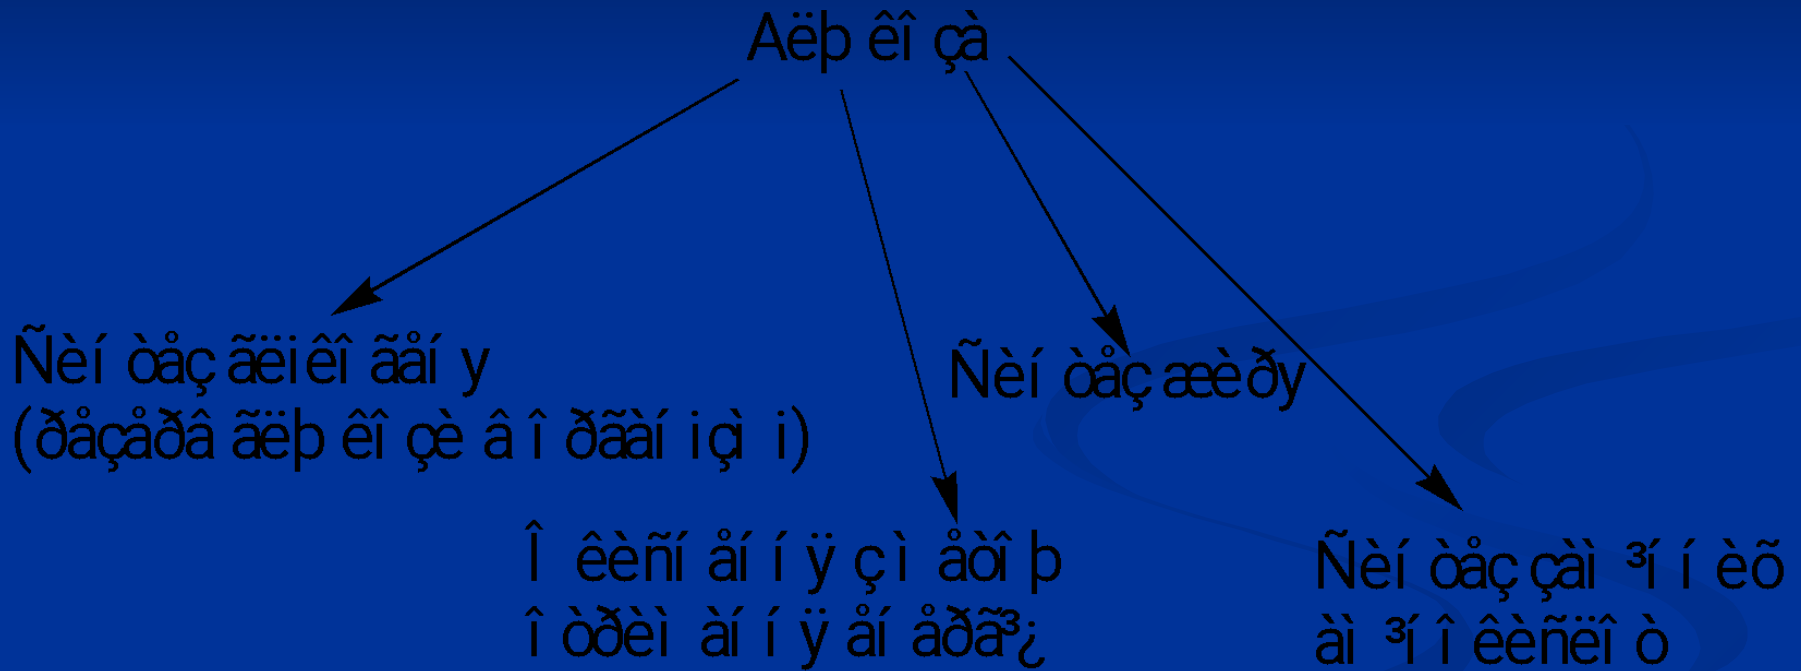 Aëþ êî çà
Ñèí òåç ãëiêî ãåí y
(ðåçåðâ ãëþ êî çè â î ðãàí içì i)
Ñèí òåç æèðy
Î êèñí åí í ÿ ç ì åòî þ
î òðèì àí í ÿ åí åðã³¿
Ñèí òåç çàì ³í í èõ
àì ³í î êèñëî ò